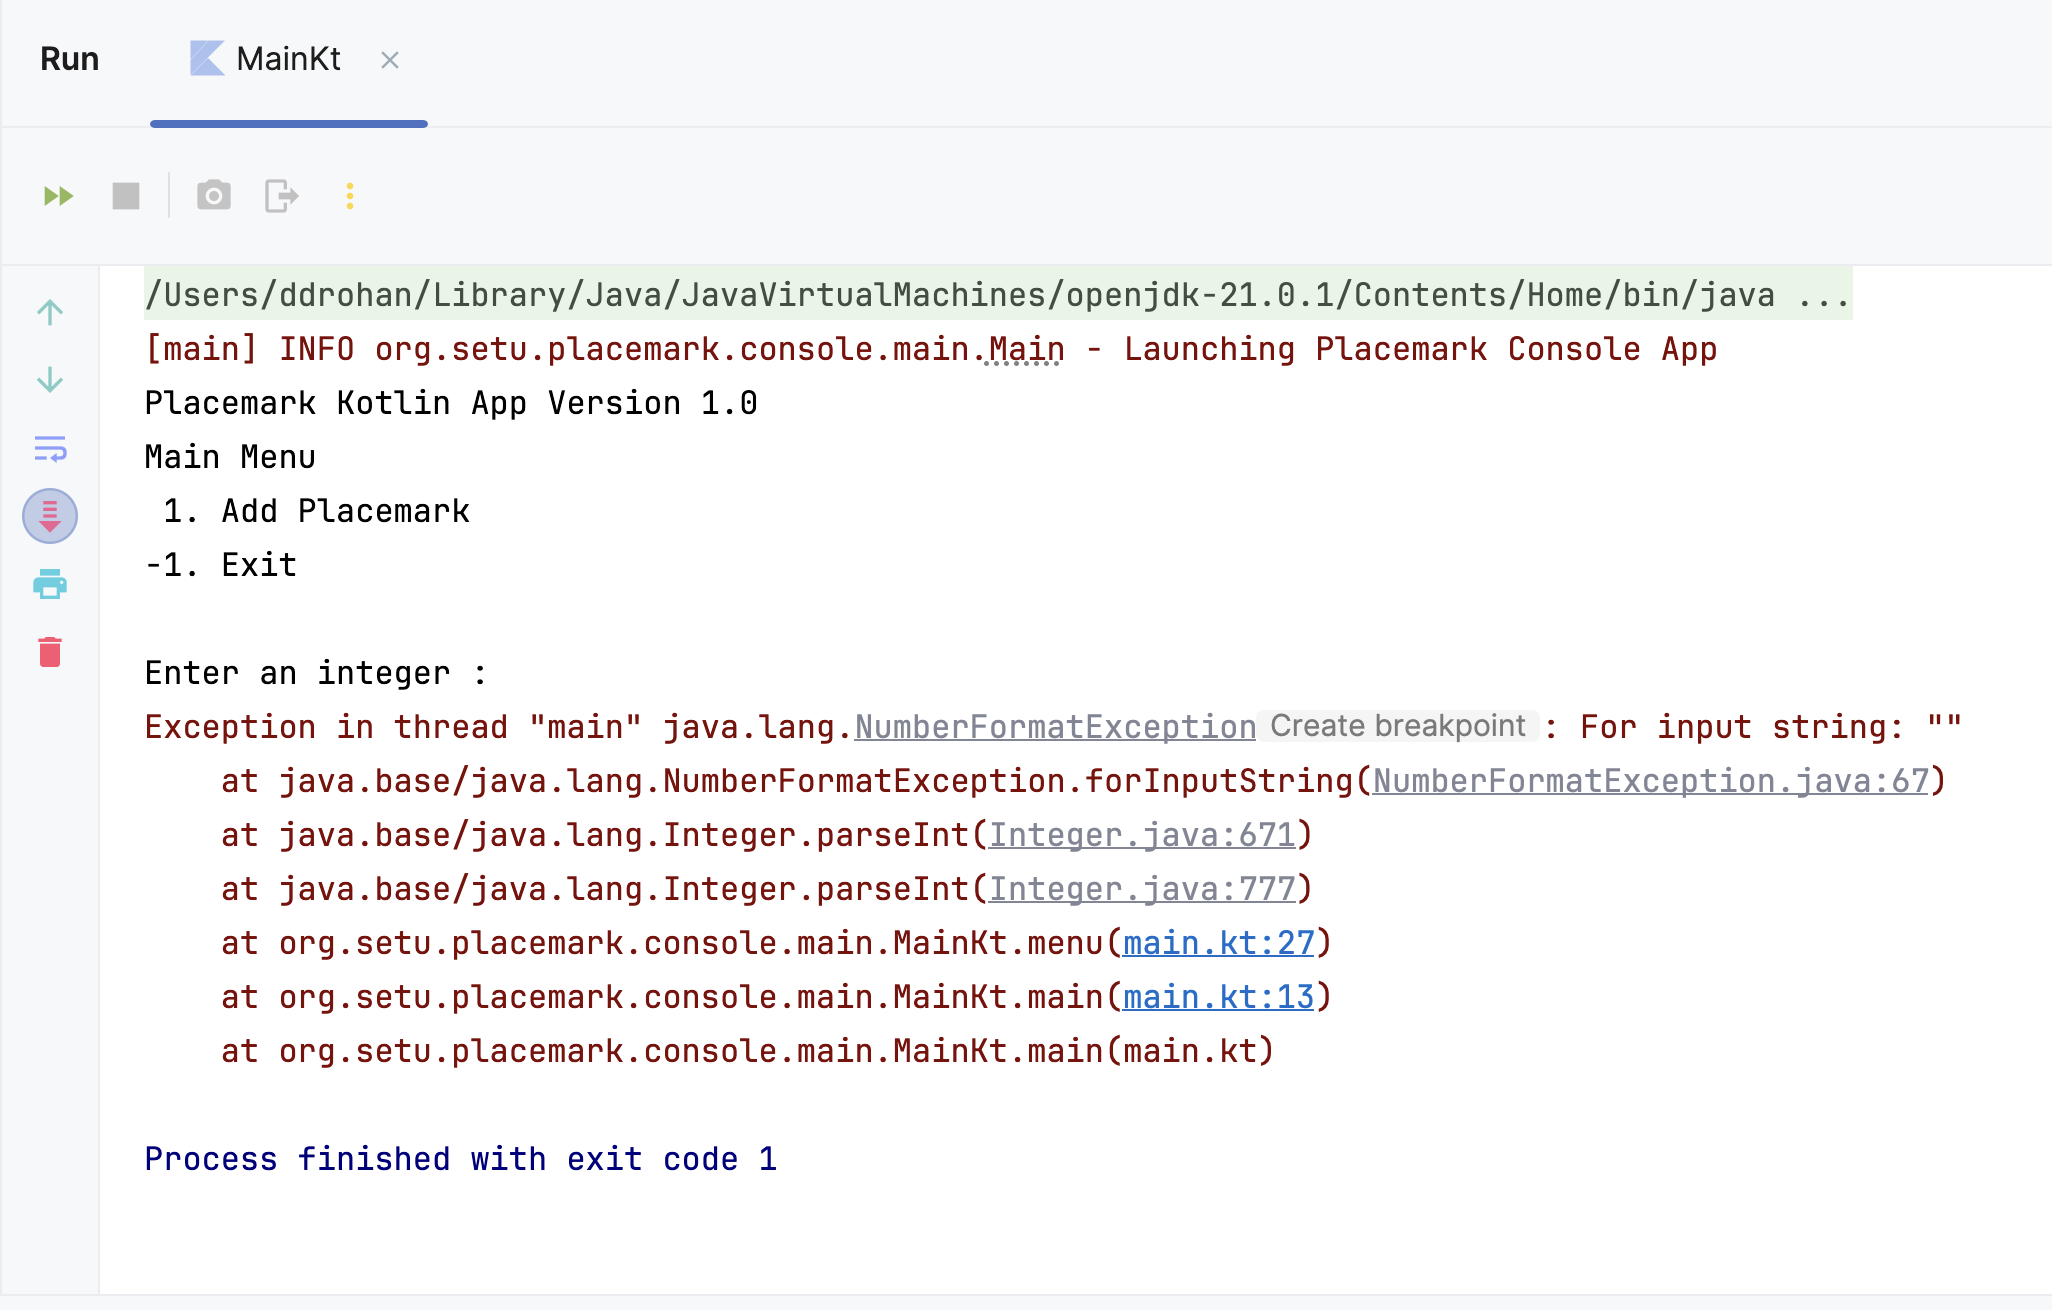 Run MainKt
/Users/ddrohan/Library/Java/JavaVirtualMachines/openjdk-21.0.1/Contents/Home/bin/java ...
[main] INFO org.setu.placemark.console.main.Main - Launching Placemark Console App
Placemark Kotlin App Version 1.0
Main Menu
 1. Add Placemark
-1. Exit
Enter an integer :
Exception in thread "main" java.lang.NumberFormatException Create breakpoint : For input string: ""
    at java.base/java.lang.NumberFormatException.forInputString(NumberFormatException.java:67)
    at java.base/java.lang.Integer.parseInt(Integer.java:671)
    at java.base/java.lang.Integer.parseInt(Integer.java:777)
    at org.setu.placemark.console.main.MainKt.menu(main.kt:27)
    at org.setu.placemark.console.main.MainKt.main(main.kt:13)
    at org.setu.placemark.console.main.MainKt.main(main.kt)
Process finished with exit code 1